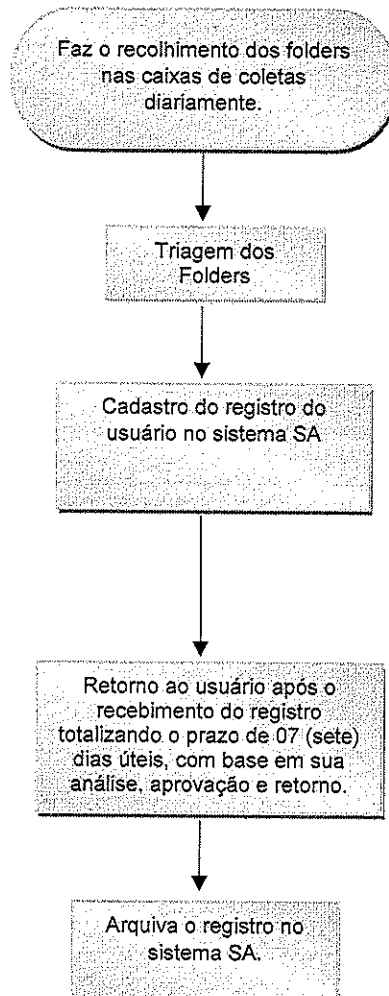 Faz o recolhimento dos folders
nas caixas de coletas
diariamente.
Triagem dos
Folders
Cadastro do registro do
usuário no sistema SA
Retorno ao usuário após o
recebimento do registro
totalizando o prazo de 07 (sete)
dias úteis, com base em sua
análise, aprovação e retorno.
Arquiva o registro no
sistema SA.